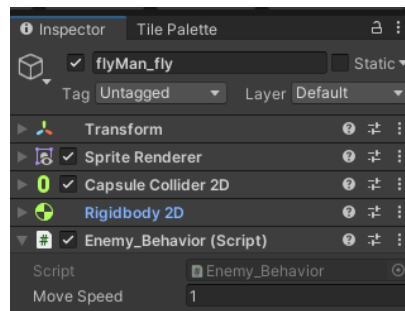 Inspector Tile Palette
flyMan_fly Static
Tag Untagged Layer Default
Transform
Sprite Renderer
Capsule Collider 2D
Rigidbody 2D
# Enemy_Behavior (Script)
Script # Enemy_Behavior
Move Speed 1